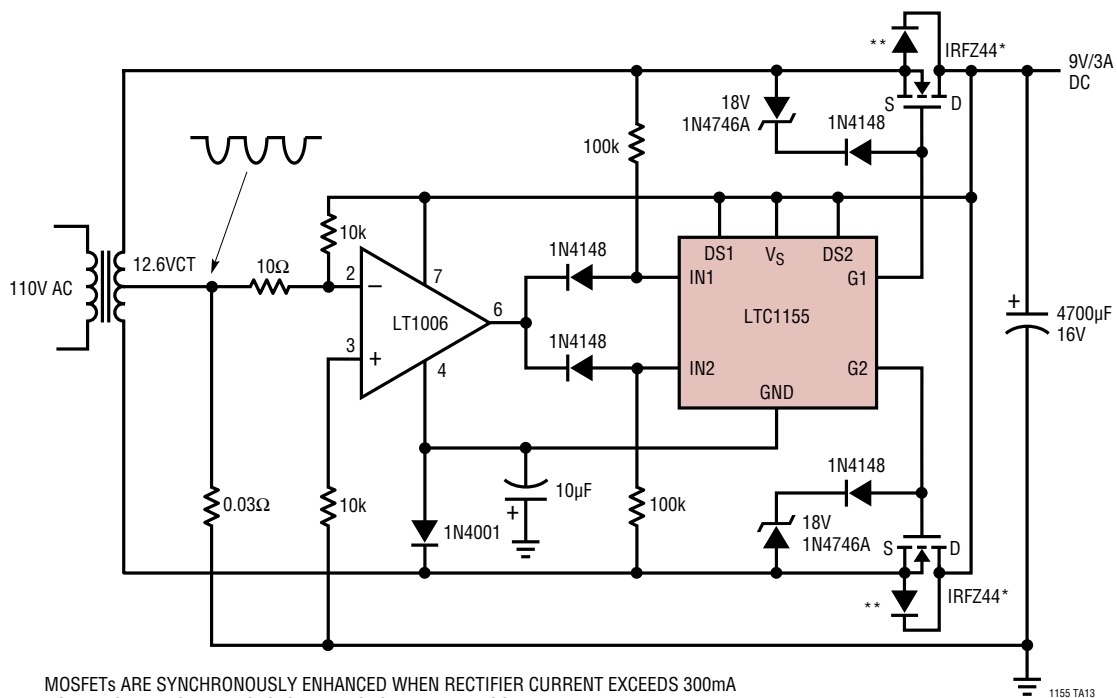 **
IRFZ44*
9V/3A
DC
S
D
18V
1N4746A
1N4148
100k
10k
12.6VCT
110V AC
10Ω
2
−
7
LT1006
6
3
+
4
1N4148
1N4148
DS1
VS
DS2
IN1
G1
LTC1155
IN2
G2
GND
+
4700µF
16V
0.03Ω
10k
1N4001
10µF
+
100k
1N4148
18V
1N4746A
S
D
**
IRFZ44*
MOSFETs ARE SYNCHRONOUSLY ENHANCED WHEN RECTIFIER CURRENT EXCEEDS 300mA
1155 TA13